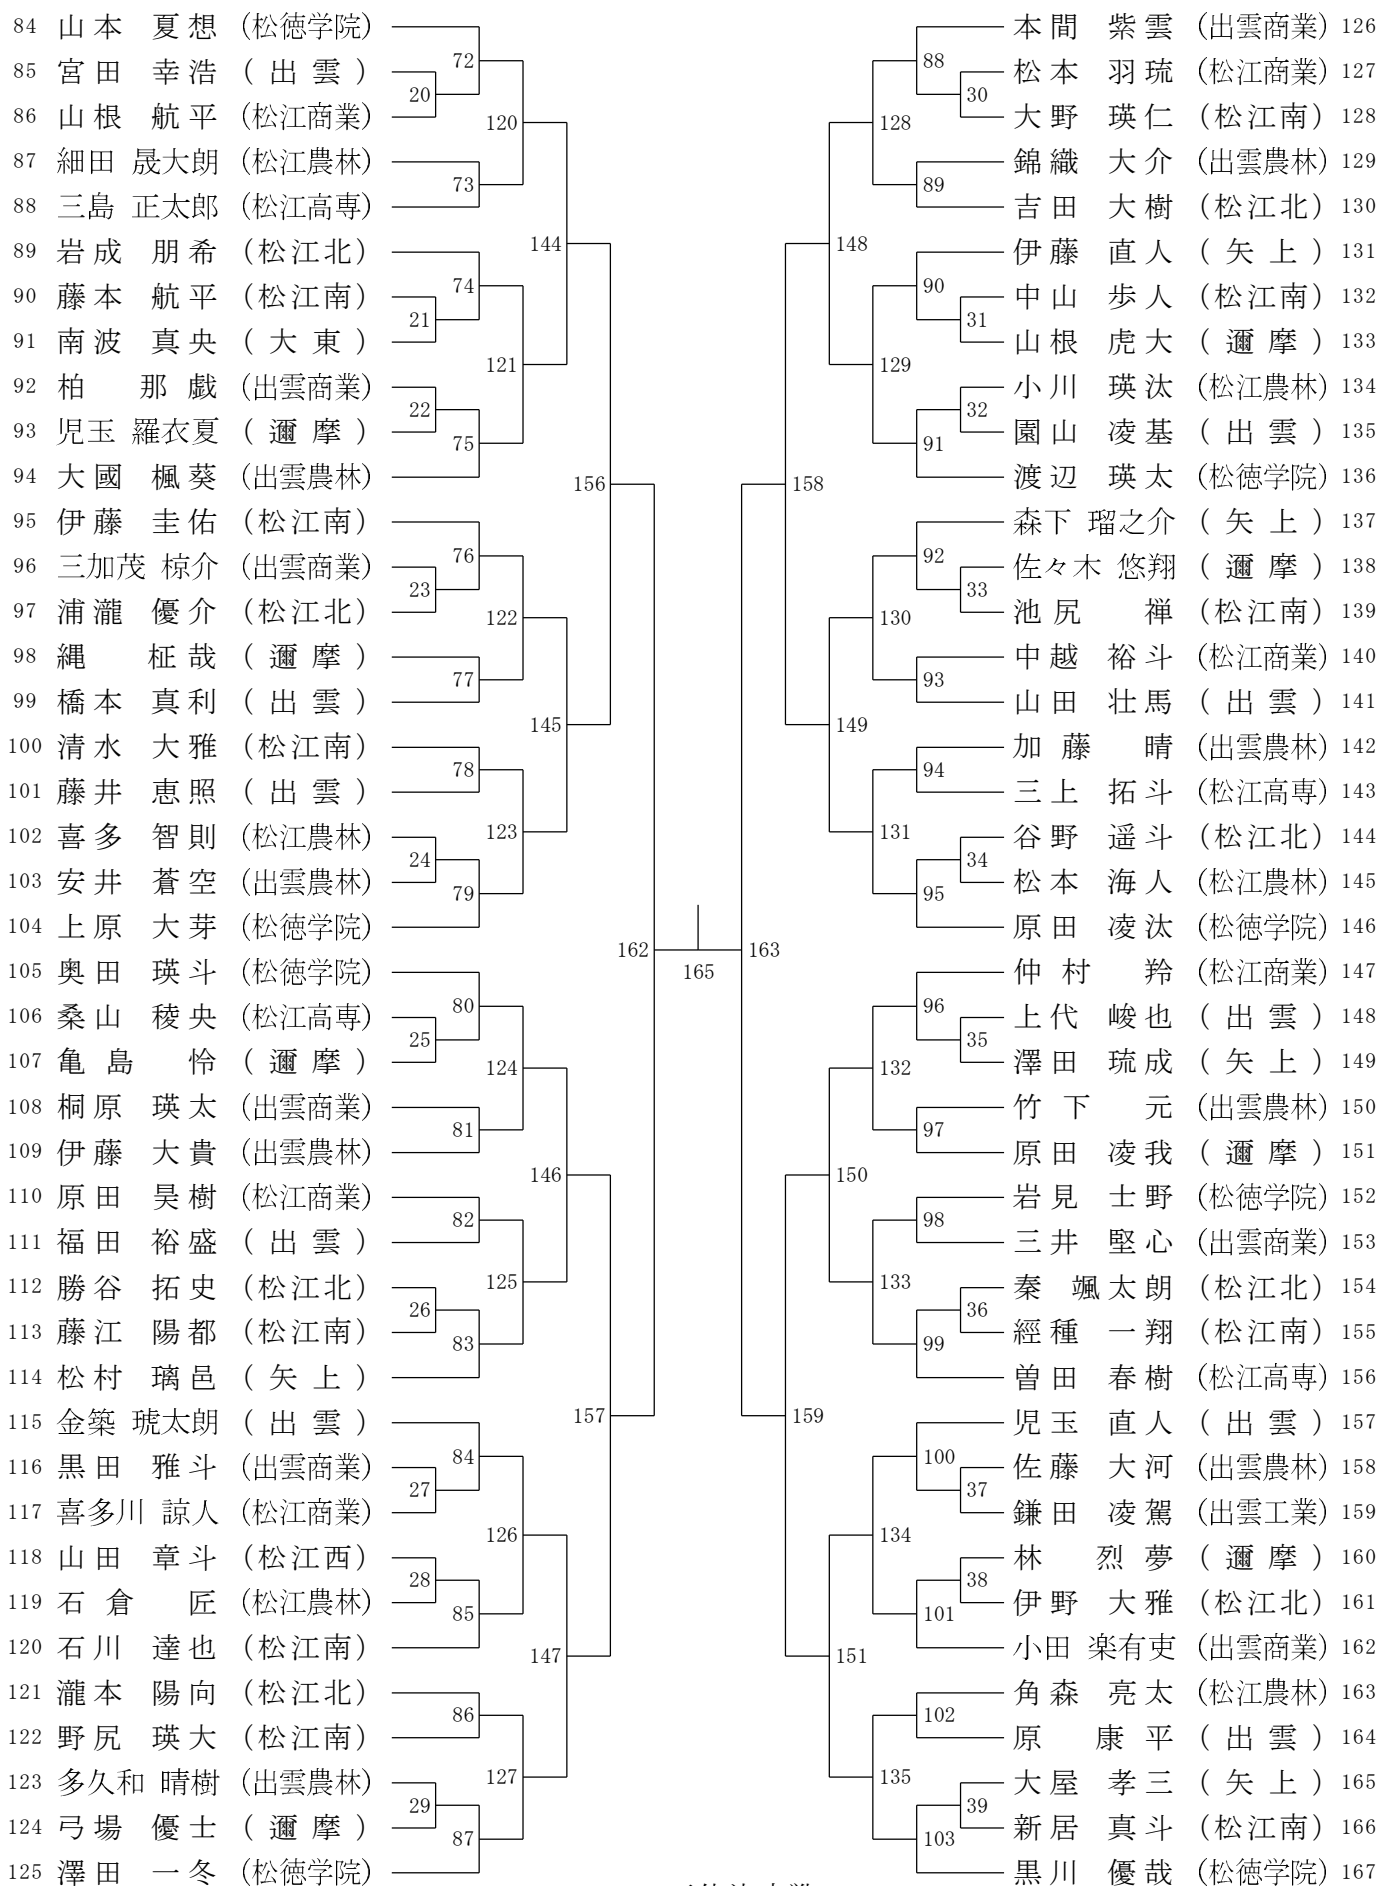 84 山本 夏想 (松徳学院)
85 宮田 幸浩 (出雲)
86 山根 航平 (松江商業)
87 細田 晟大朗 (松江農林)
88 三島 正太郎 (松江高専)
89 岩成 朋希 (松江北)
90 藤本 航平 (松江南)
91 南波 真央 (大東)
92 柏 那戯 (出雲商業)
93 児玉 羅衣夏 (邇摩)
94 大國 楓葵 (出雲農林)
95 伊藤 圭佑 (松江南)
96 三加茂 椋介 (出雲商業)
97 浦瀧 優介 (松江北)
98 縄 柾哉 (邇摩)
99 橋本 真利 (出雲)
100 清水 大雅 (松江南)
101 藤井 恵照 (出雲)
102 喜多 智則 (松江農林)
103 安井 蒼空 (出雲農林)
104 上原 大芽 (松徳学院)
105 奥田 瑛斗 (松徳学院)
106 桑山 稜央 (松江高専)
107 亀島 怜 (邇摩)
108 桐原 瑛太 (出雲商業)
109 伊藤 大貴 (出雲農林)
110 原田 昊樹 (松江商業)
111 福田 裕盛 (出雲)
112 勝谷 拓史 (松江北)
113 藤江 陽都 (松江南)
114 松村 璃邑 (矢上)
115 金築 琥太朗 (出雲)
116 黒田 雅斗 (出雲商業)
117 喜多川 諒人 (松江商業)
118 山田 章斗 (松江西)
119 石倉 匠 (松江農林)
120 石川 達也 (松江南)
121 瀧本 陽向 (松江北)
122 野尻 瑛大 (松江南)
123 多久和 晴樹 (出雲農林)
124 弓場 優士 (邇摩)
125 澤田 一冬 (松徳学院)
72
20
120
73
144
74
21
121
22
75
156
76
23
122
77
145
78
123
24
79
162
80
25
124
81
146
82
125
26
83
157
84
27
126
28
85
147
86
127
29
87
165
163
88
30
128
89
148
90
31
129
32
91
158
92
33
130
93
149
94
131
34
95
96
35
132
97
150
98
133
36
99
159
100
37
134
38
101
151
102
135
39
103
本間 紫雲 (出雲商業) 126
松本 羽琉 (松江商業) 127
大野 瑛仁 (松江南) 128
錦織 大介 (出雲農林) 129
吉田 大樹 (松江北) 130
伊藤 直人 (矢上) 131
中山 歩人 (松江南) 132
山根 虎大 (邇摩) 133
小川 瑛汰 (松江農林) 134
園山 凌基 (出雲) 135
渡辺 瑛太 (松徳学院) 136
森下 瑠之介 (矢上) 137
佐々木 悠翔 (邇摩) 138
池尻 禅 (松江南) 139
中越 裕斗 (松江商業) 140
山田 壮馬 (出雲) 141
加藤 晴 (出雲農林) 142
三上 拓斗 (松江高専) 143
谷野 遥斗 (松江北) 144
松本 海人 (松江農林) 145
原田 凌汰 (松徳学院) 146
仲村 羚 (松江商業) 147
上代 峻也 (出雲) 148
澤田 琉成 (矢上) 149
竹下 元 (出雲農林) 150
原田 凌我 (邇摩) 151
岩見 士野 (松徳学院) 152
三井 堅心 (出雲商業) 153
秦 颯太朗 (松江北) 154
經種 一翔 (松江南) 155
曽田 春樹 (松江高専) 156
児玉 直人 (出雲) 157
佐藤 大河 (出雲農林) 158
鎌田 凌駕 (出雲工業) 159
林 烈夢 (邇摩) 160
伊野 大雅 (松江北) 161
小田 楽有吏 (出雲商業) 162
角森 亮太 (松江農林) 163
原 康平 (出雲) 164
大屋 孝三 (矢上) 165
新居 真斗 (松江南) 166
黒川 優哉 (松徳学院) 167